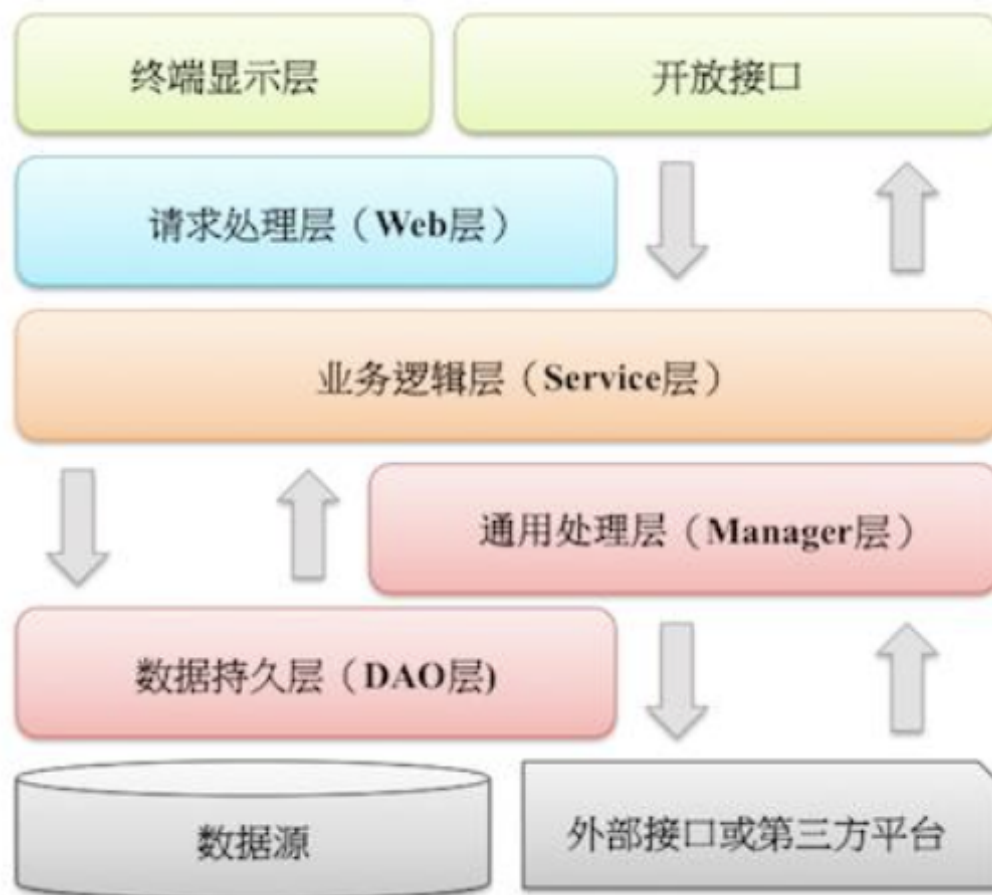 终端显示层
开放接口
请求处理层（Web层）
业务逻辑层（Service层）
通用处理层（Manager层）
数据持久层（DAO层)
数据源
外部接口或第三方平台